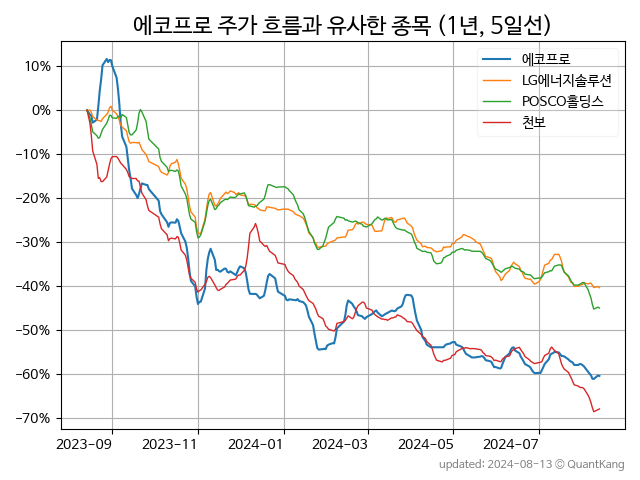 에코프로 주가 흐름과 유사한 종목 (1년, 5일선)
에코프로
LG에너지솔루션
POSCO홀딩스
천보
10%
0%
−10%
−20%
−30%
−40%
−50%
−60%
−70%
2023-09 2023-11 2024-01 2024-03 2024-05 2024-07
updated: 2024-08-13 © QuantKang